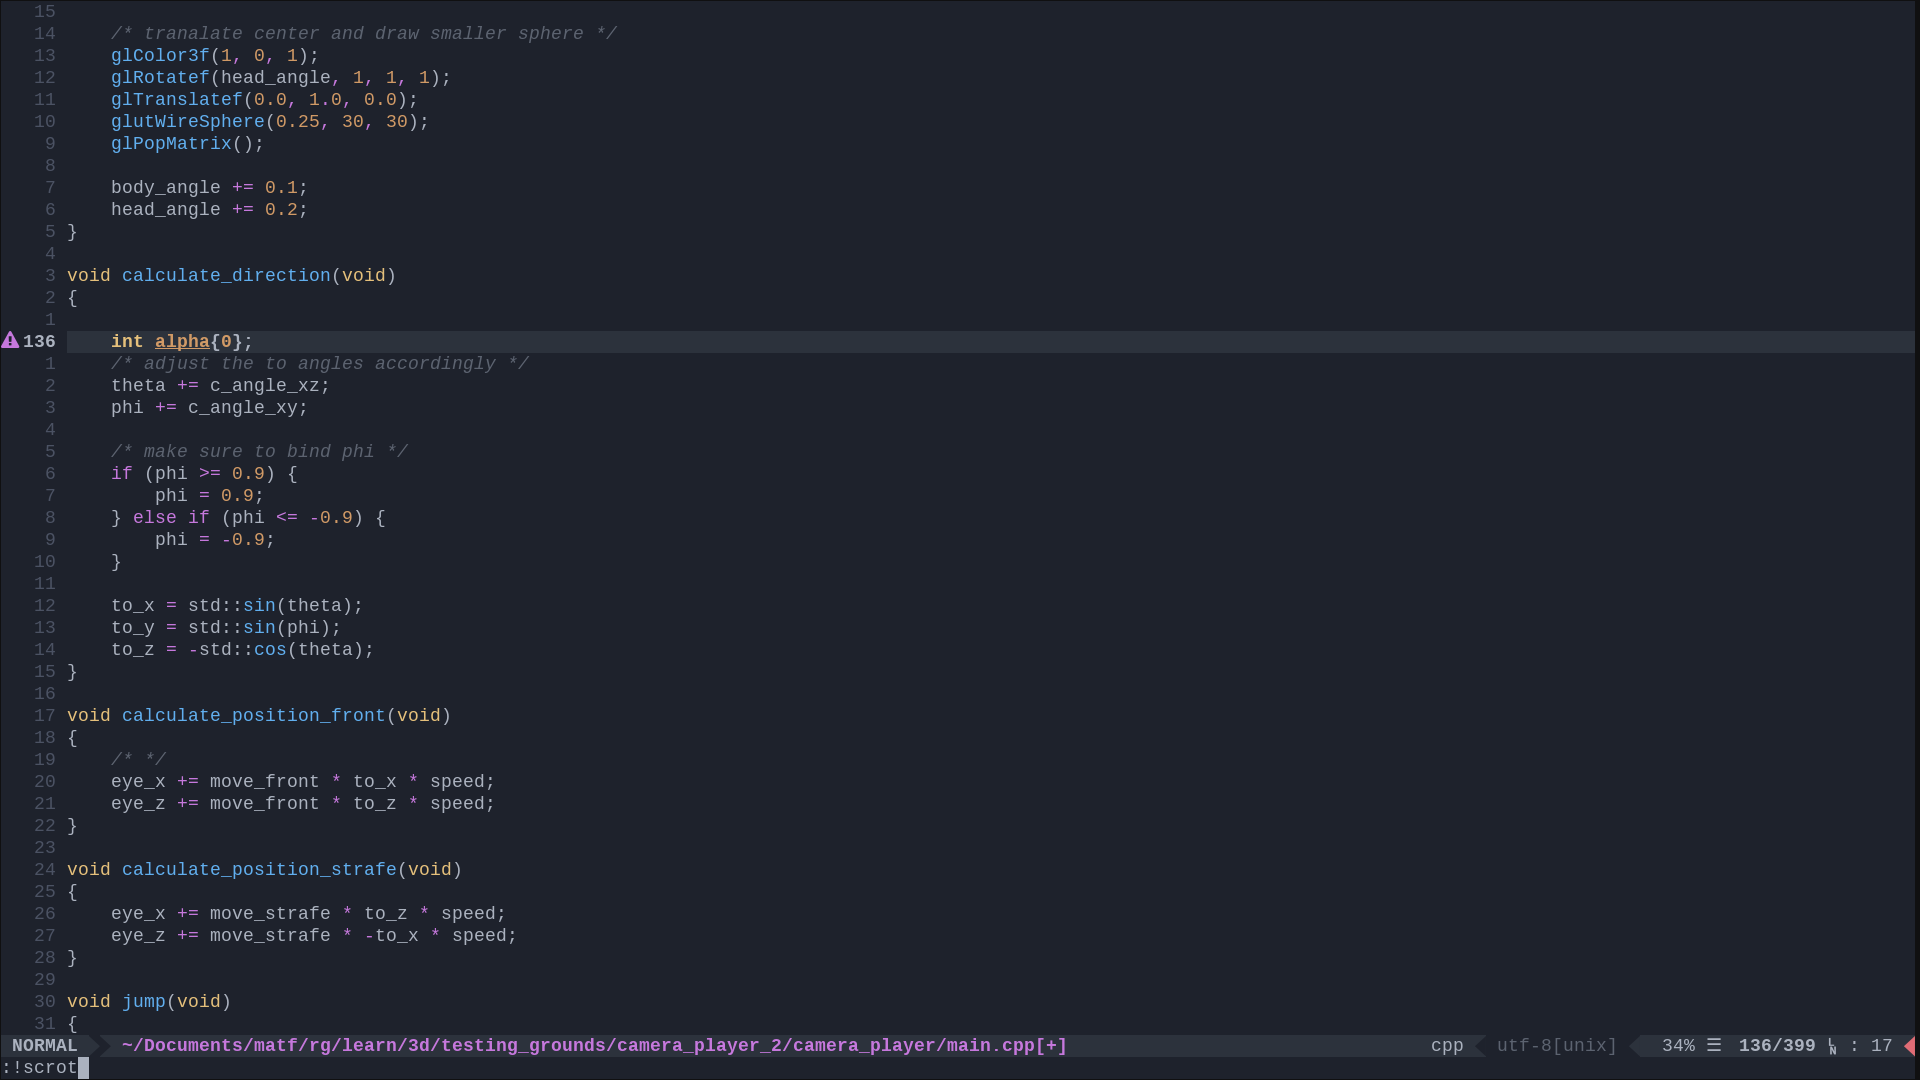 15
14     /* tranalate center and draw smaller sphere */
13     glColor3f(1, 0, 1);
12     glRotatef(head_angle, 1, 1, 1);
11     glTranslatef(0.0, 1.0, 0.0);
10     glutWireSphere(0.25, 30, 30);
9     glPopMatrix();
8
7     body_angle += 0.1;
6     head_angle += 0.2;
5 }
4
3 void calculate_direction(void)
2 {
1
136     int alpha{0};
1     /* adjust the to angles accordingly */
2     theta += c_angle_xz;
3     phi += c_angle_xy;
4
5     /* make sure to bind phi */
6     if (phi >= 0.9) {
7         phi = 0.9;
8     } else if (phi <= -0.9) {
9         phi = -0.9;
10     }
11
12     to_x = std::sin(theta);
13     to_y = std::sin(phi);
14     to_z = -std::cos(theta);
15 }
16
17 void calculate_position_front(void)
18 {
19     /* */
20     eye_x += move_front * to_x * speed;
21     eye_z += move_front * to_z * speed;
22 }
23
24 void calculate_position_strafe(void)
25 {
26     eye_x += move_strafe * to_z * speed;
27     eye_z += move_strafe * -to_x * speed;
28 }
29
30 void jump(void)
31 {
NORMAL ~/Documents/matf/rg/learn/3d/testing_grounds/camera_player_2/camera_player/main.cpp[+] cpp utf-8[unix] 34% ☰ 136/399 ␤ : 17
:!scrot